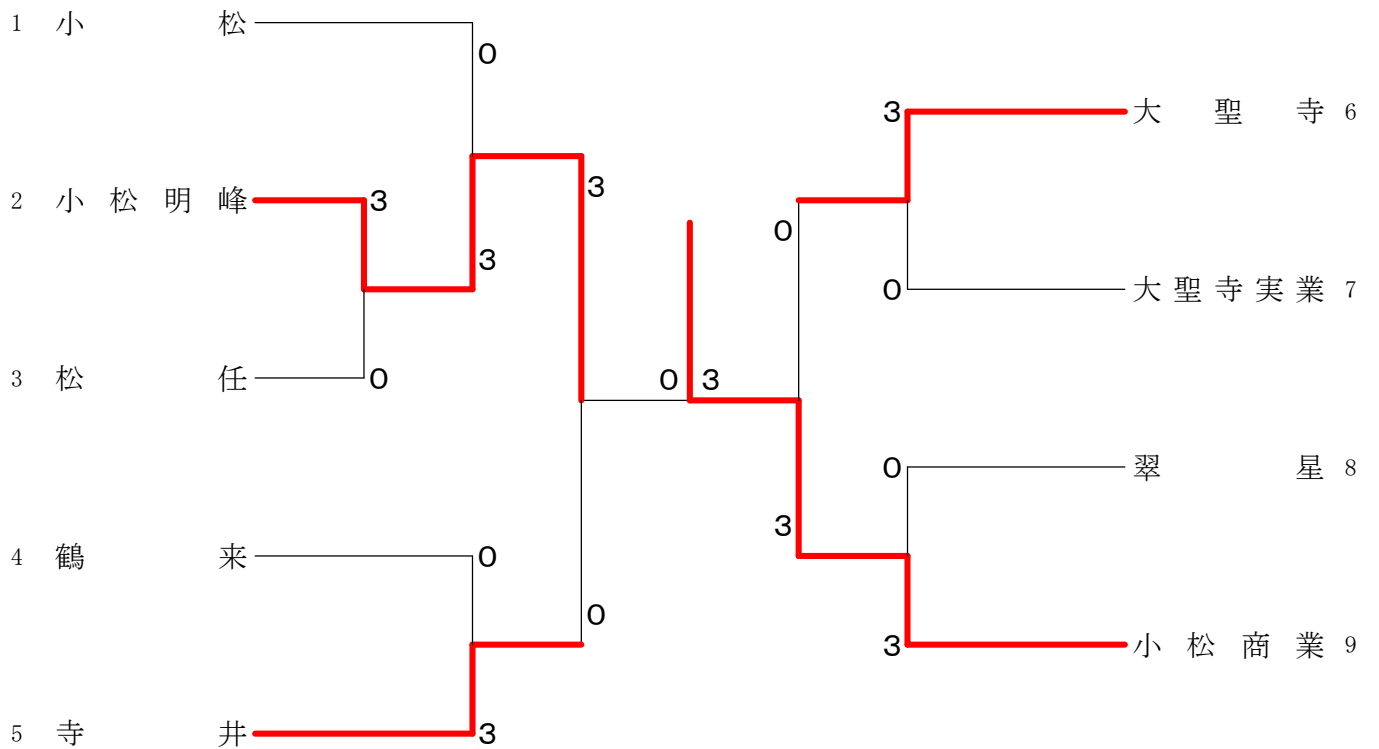 1 小松
0
3 大聖寺 6
2 小松明峰 3
3
0
3
0 大聖寺実業 7
3 松任 0
0 3
0 翠星 8
3
4 鶴来 0
0
3 小松商業 9
5 寺井 3